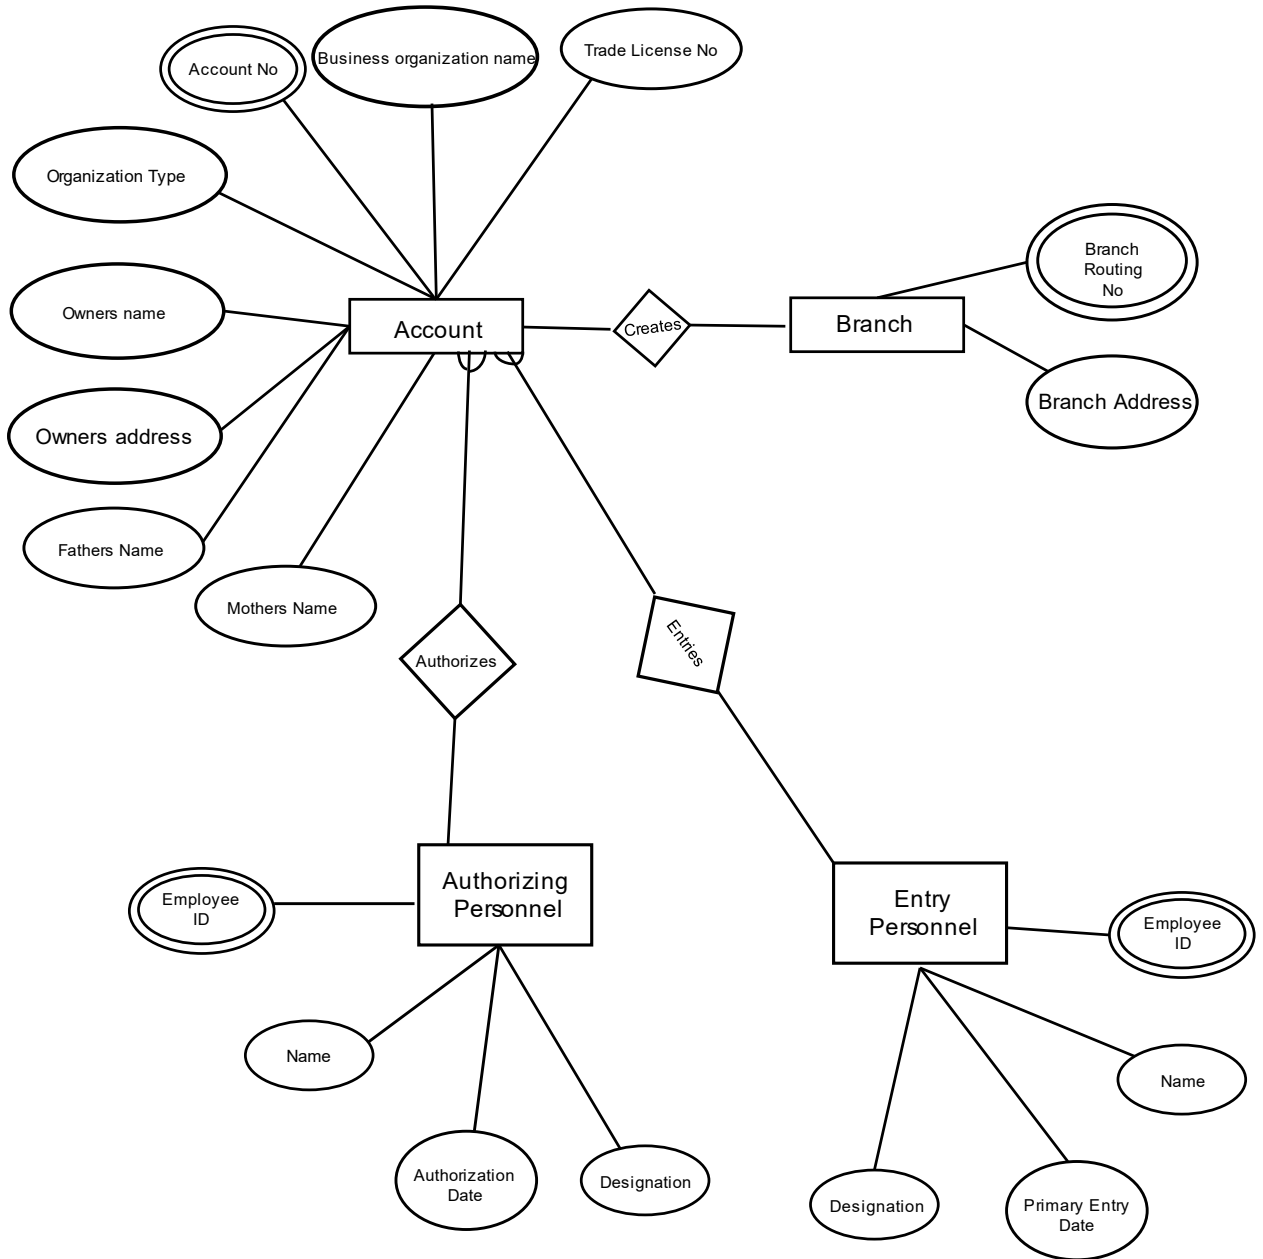 Account No
Business organization name
Trade License No
Organization Type
Branch
Routing
No
Owners name
Account
Creates
Branch
Branch Address
Owners address
Fathers Name
Mothers Name
Authorizes
Entries
Authorizing
Personnel
Entry
Personnel
Employee
ID
Employee
ID
Name
Name
Authorization
Date
Designation
Designation
Primary Entry
Date